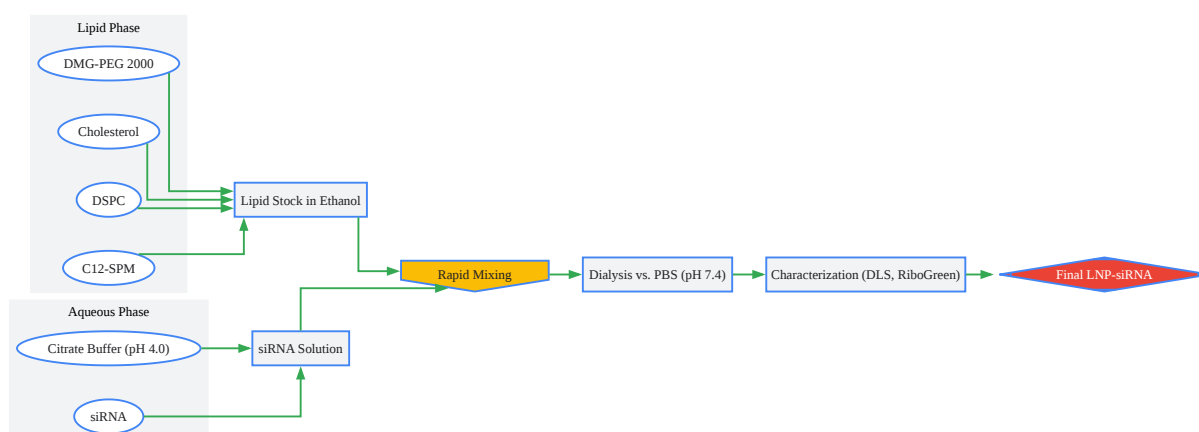 Lipid Phase
DMG-PEG 2000
Cholesterol
DSPC
C12-SPM
Lipid Stock in Ethanol
Aqueous Phase
Citrate Buffer (pH 4.0)
siRNA
siRNA Solution
Rapid Mixing
Dialysis vs. PBS (pH 7.4)
Characterization (DLS, RiboGreen)
Final LNP-siRNA